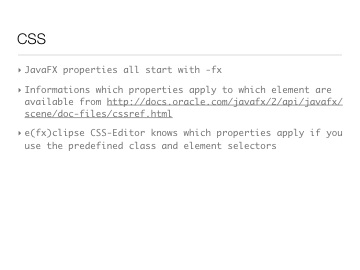 CSS
‣ JavaFX properties all start with -fx
‣ Informations which properties apply to which element are
available from http://docs.oracle.com/javafx/2/api/javafx/
scene/doc-files/cssref.html
‣ e(fx)clipse CSS-Editor knows which properties apply if you
use the predefined class and element selectors